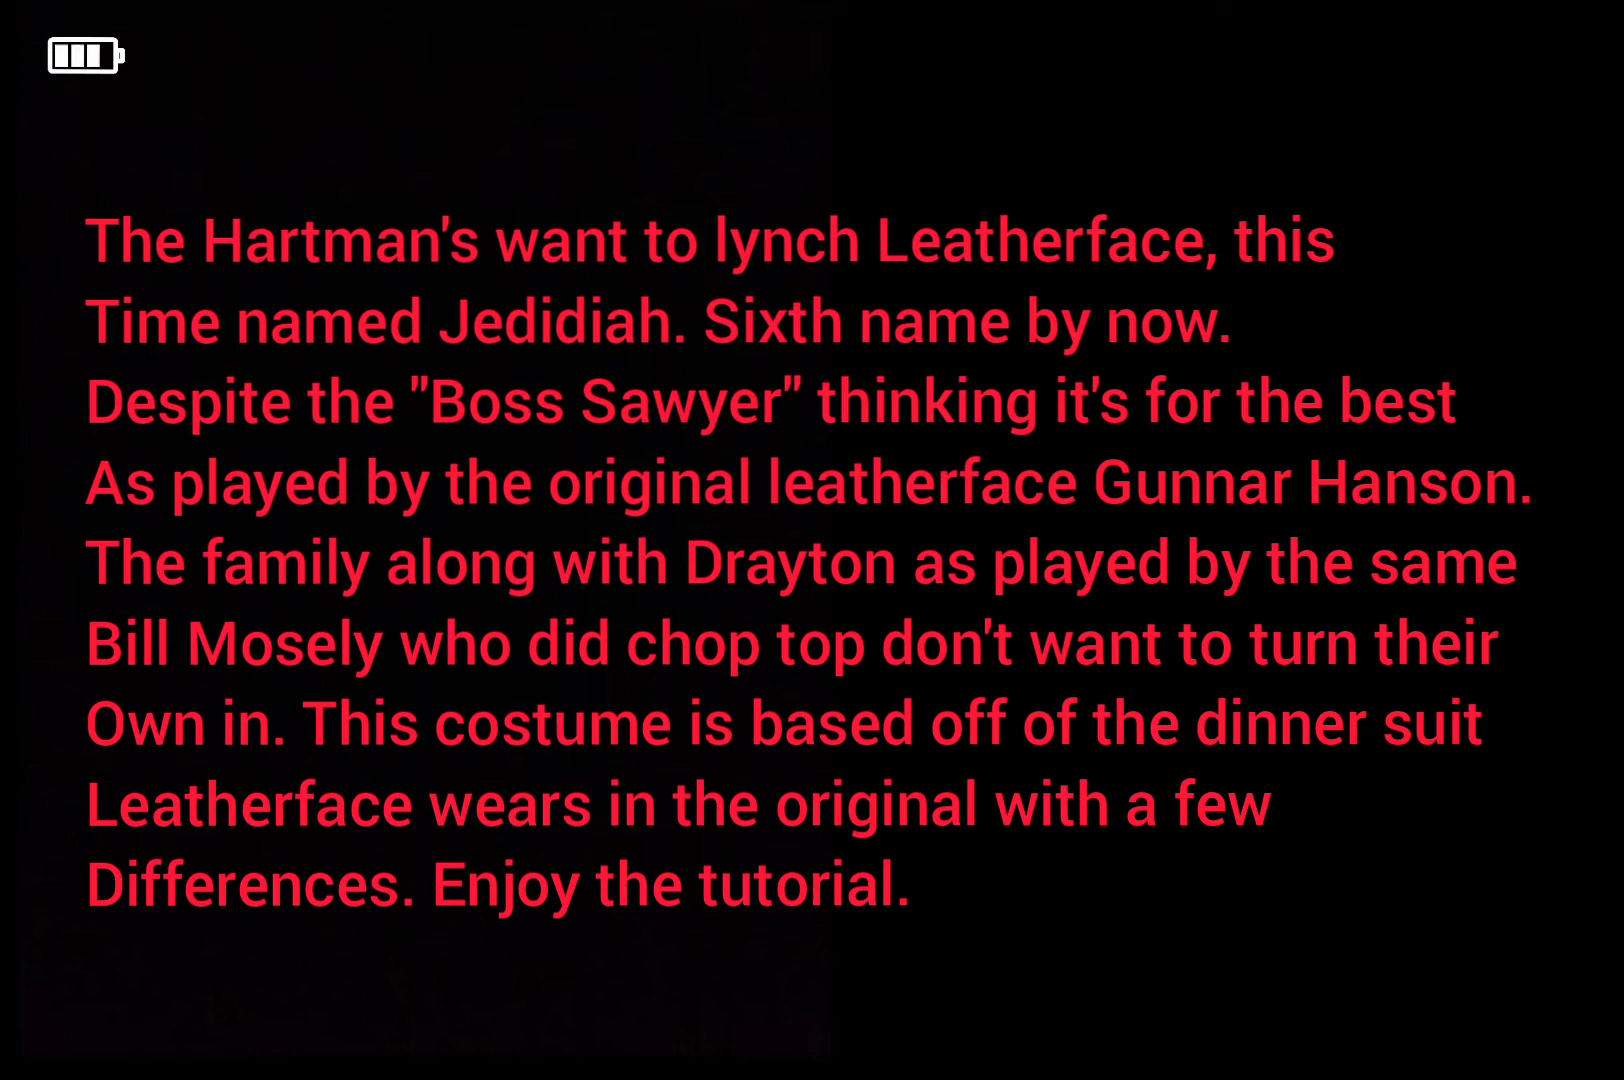 The Hartman's want to lynch Leatherface, this
Time named Jedidiah. Sixth name by now.
Despite the "Boss Sawyer" thinking it's for the best
As played by the original leatherface Gunnar Hanson.
The family along with Drayton as played by the same
Bill Mosely who did chop top don't want to turn their
Own in. This costume is based off of the dinner suit
Leatherface wears in the original with a few
Differences. Enjoy the tutorial.